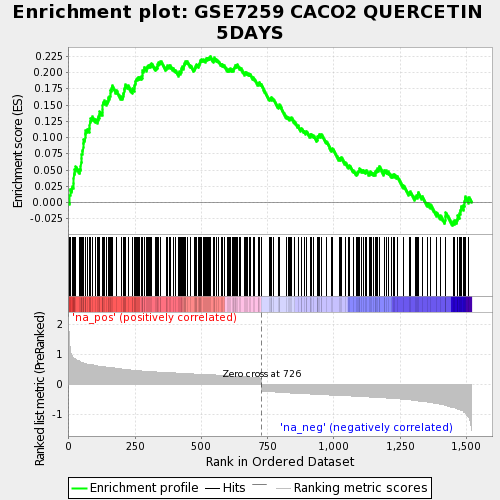 Enrichment plot: GSE7259 CACO2 QUERCETIN
5DAYS
Enrichment score (ES)
0.225
0.200
0.175
0.150
0.125
0.100
0.075
0.050
0.025
0.000
-0.025
Ranked list metric (PreRanked)
'na_pos' (positively correlated)
2
1
0
-1
Zero cross at 726
'na_neg' (negatively correlated)
0
250
500
750
1,000
1,250
1,500
Rank in Ordered Dataset
Enrichment profile
Hits
Ranking metric scores